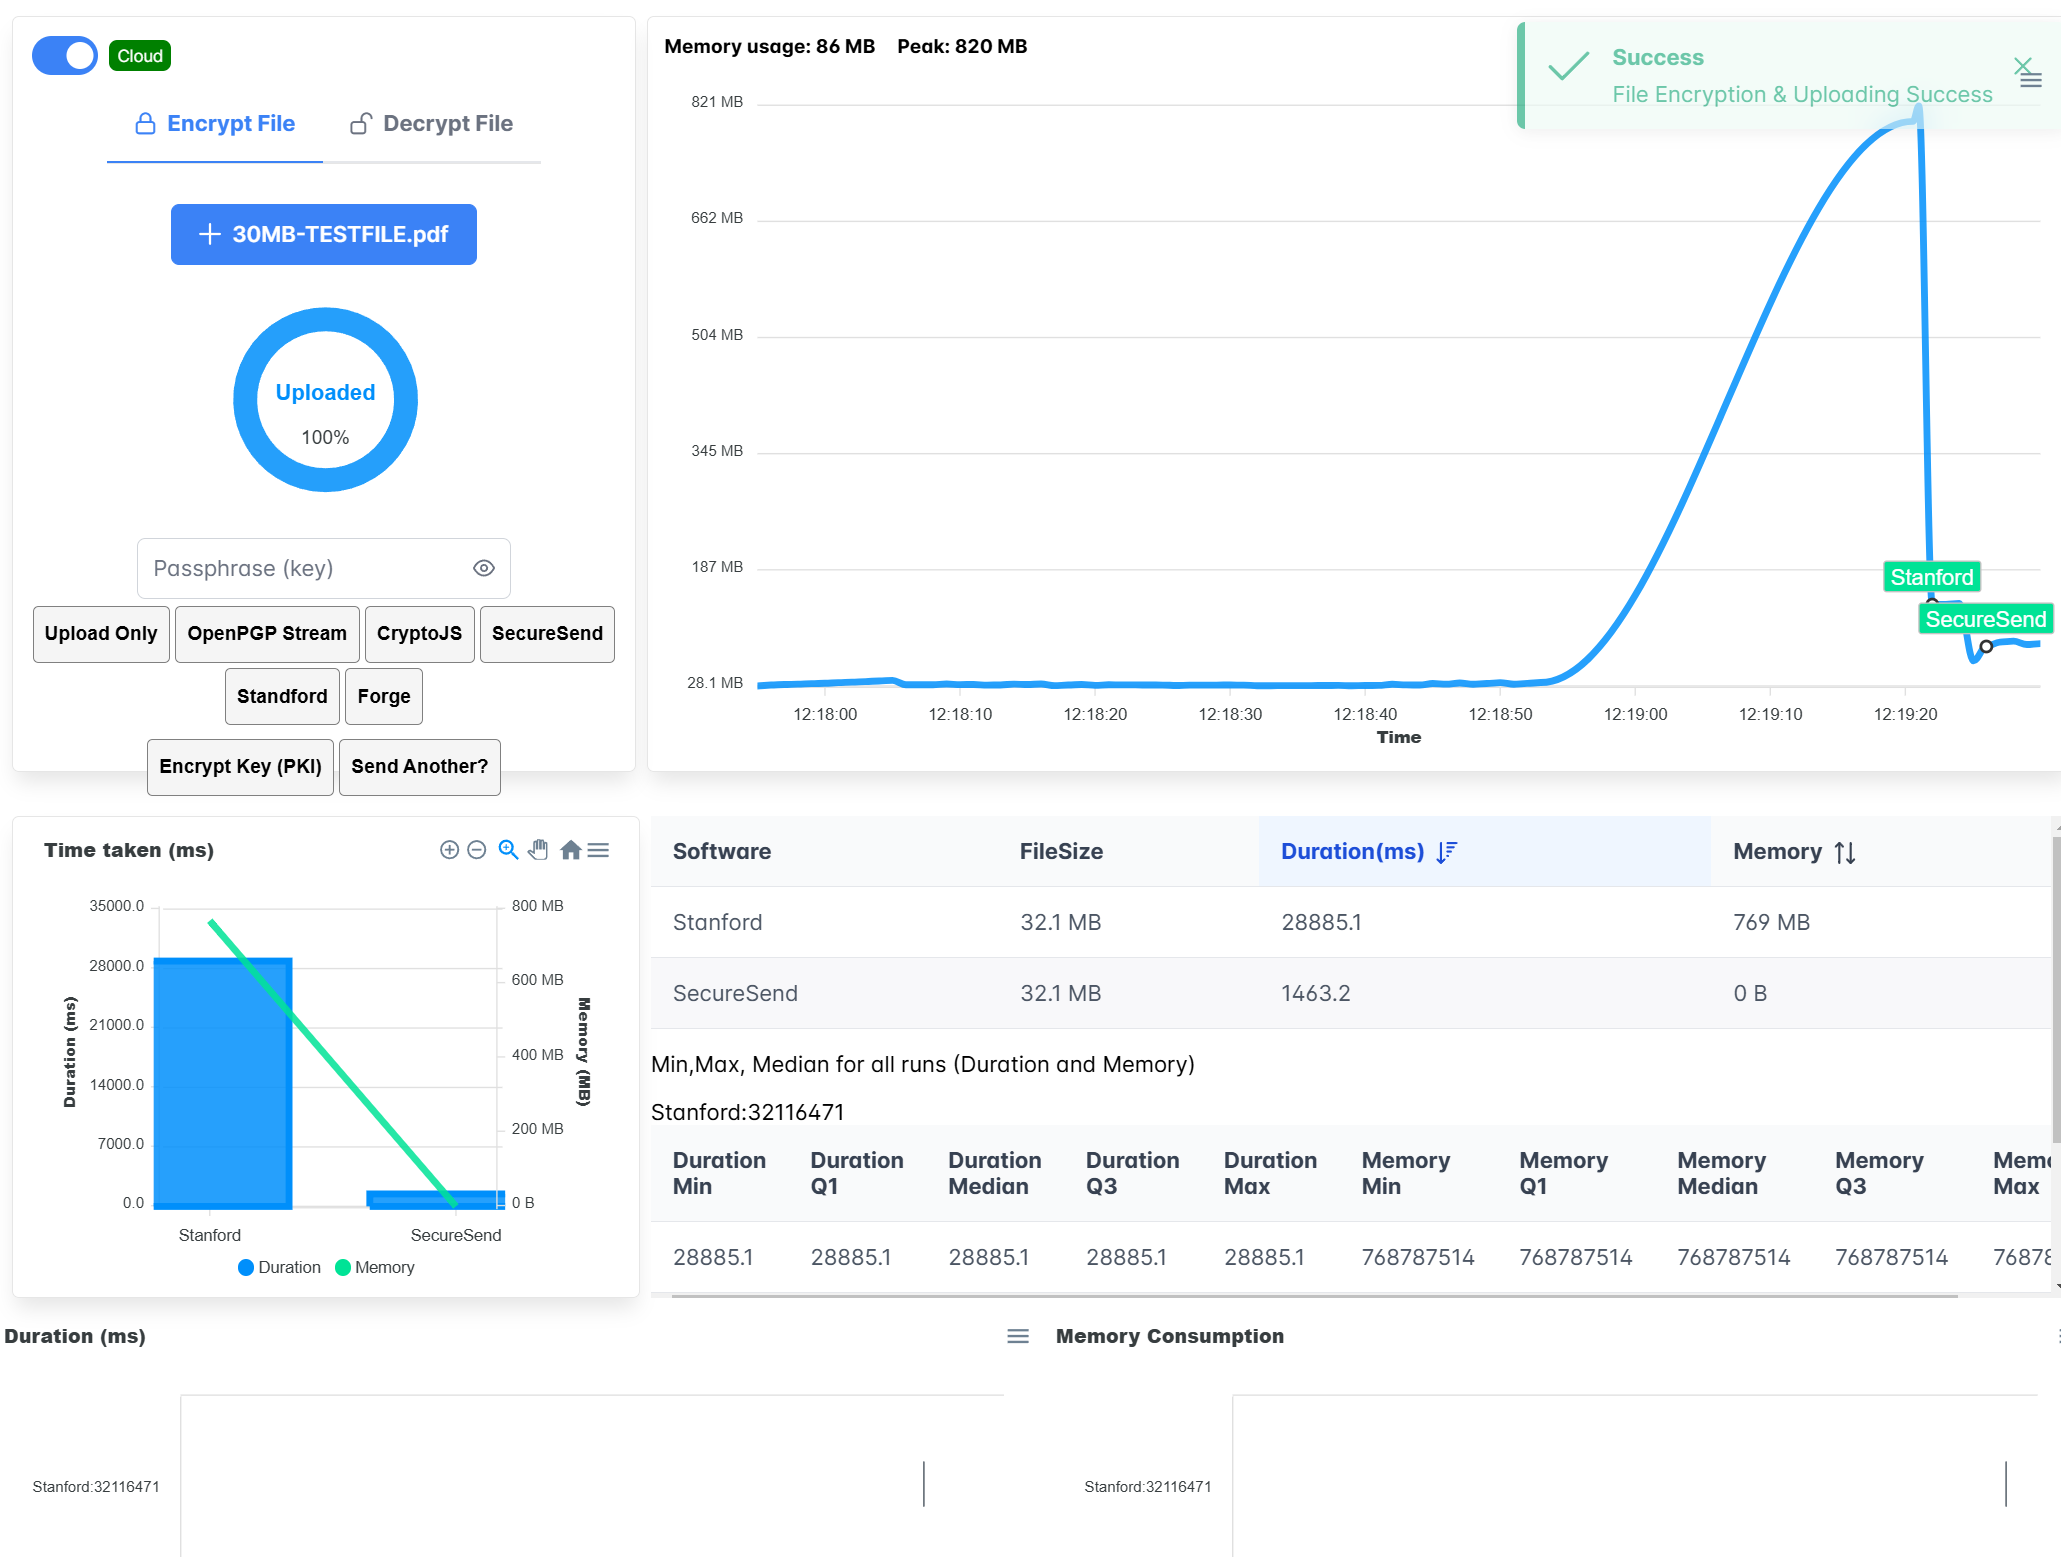 Cloud
Encrypt File
Decrypt File
30MB-TESTFILE.pdf
Uploaded
100%
Passphrase (key)
Upload Only
OpenPGP Stream
CryptoJS
SecureSend
Standford
Forge
Encrypt Key (PKI)
Send Another?
Memory usage: 86 MB Peak: 820 MB
Success
File Encryption & Uploading Success
821 MB
662 MB
504 MB
345 MB
187 MB
28.1 MB
Stanford
SecureSend
12:18:00 12:18:10 12:18:20 12:18:30 12:18:40 12:18:50 12:19:00 12:19:10 12:19:20
Time
Time taken (ms)
35000.0
28000.0
21000.0
14000.0
7000.0
0.0
Duration (ms)
800 MB
600 MB
400 MB
200 MB
0 B
Memory (MB)
Stanford SecureSend
Duration Memory
Software FileSize Duration(ms) Memory
Stanford 32.1 MB 28885.1 769 MB
SecureSend 32.1 MB 1463.2 0 B
Min,Max, Median for all runs (Duration and Memory)
Stanford:32116471
Duration Min
Duration Q1
Duration Median
Duration Q3
Duration Max
Memory Min
Memory Q1
Memory Median
Memory Q3
Max
28885.1 28885.1 28885.1 28885.1 28885.1 768787514 768787514 768787514 768787514
Duration (ms)
Stanford:32116471
Memory Consumption
Stanford:32116471